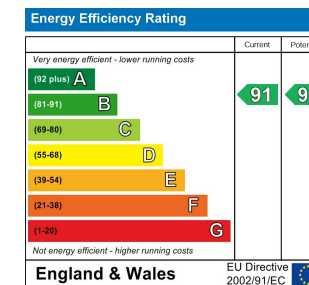 Energy Efficiency Rating
Current
Very energy efficient - lower running costs
(92 plus) A
(81-91) B
91
(69-80) C
(55-68) D
(39-54) E
(21-38) F
(1-20) G
Not energy efficient - higher running costs
England & Wales
EU Directive
2002/91/EC